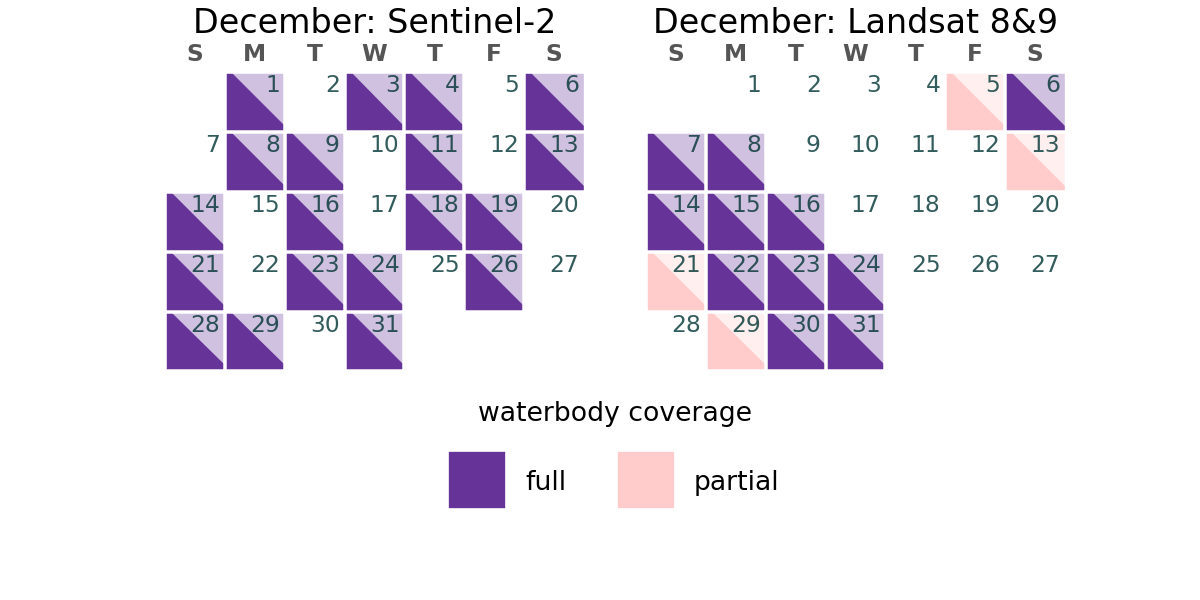 December: Sentinel-2
S M T W T F S
1 2 3 4 5 6
7 8 9 10 11 12 13
14 15 16 17 18 19 20
21 22 23 24 25 26 27
28 29 30 31
December: Landsat 8&9
S M T W T F S
1 2 3 4 5 6
7 8 9 10 11 12 13
14 15 16 17 18 19 20
21 22 23 24 25 26 27
28 29 30 31
waterbody coverage
full partial